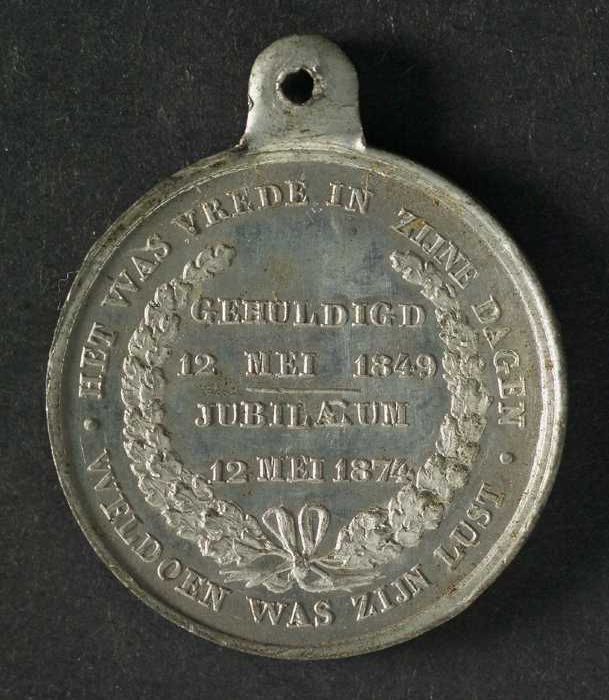 HET WAS VREDE IN ZIJNE DAGEN
WELDOEN WAS ZIJN LUST
GEHULDIGD
12 MEI 1849
JUBILÆUM
12 MEI 1874